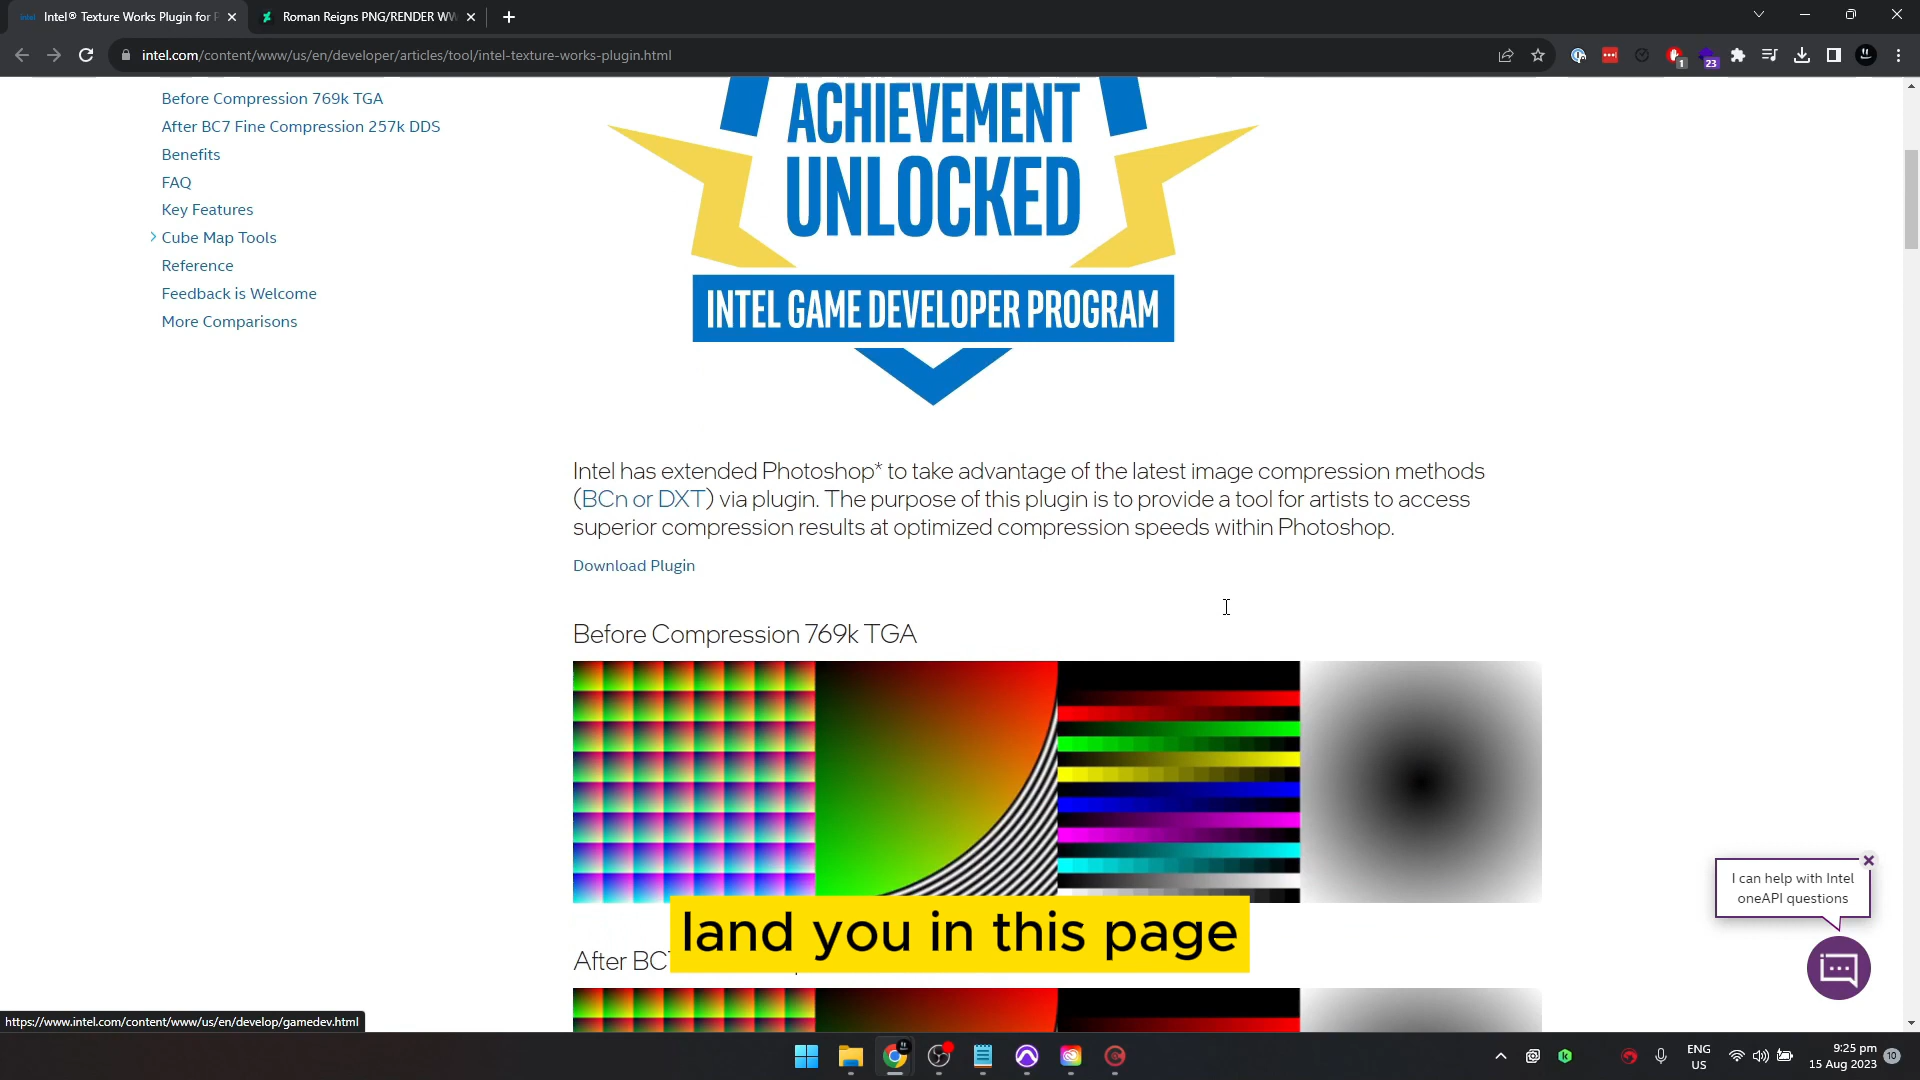 Intel® Texture Works Plugin for P
Roman Reigns PNG/RENDER WW
intel.com/content/www/us/en/developer/articles/tool/intel-texture-works-plugin.html
1
23
Before Compression 769k TGA
After BC7 Fine Compression 257k DDS
Benefits
FAQ
Key Features
Cube Map Tools
Reference
Feedback is Welcome
More Comparisons
ACHIEVEMENT
UNLOCKED
INTEL GAME DEVELOPER PROGRAM
Intel has extended Photoshop* to take advantage of the latest image compression methods
(BCn or DXT) via plugin. The purpose of this plugin is to provide a tool for artists to access
superior compression results at optimized compression speeds within Photoshop.
Download Plugin
Before Compression 769k TGA
I can help with Intel
oneAPI questions
land you in this page
After BC
https://www.intel.com/content/www/us/en/develop/gamedev.html
ENG
US
9:25 pm
15 Aug 2023
10